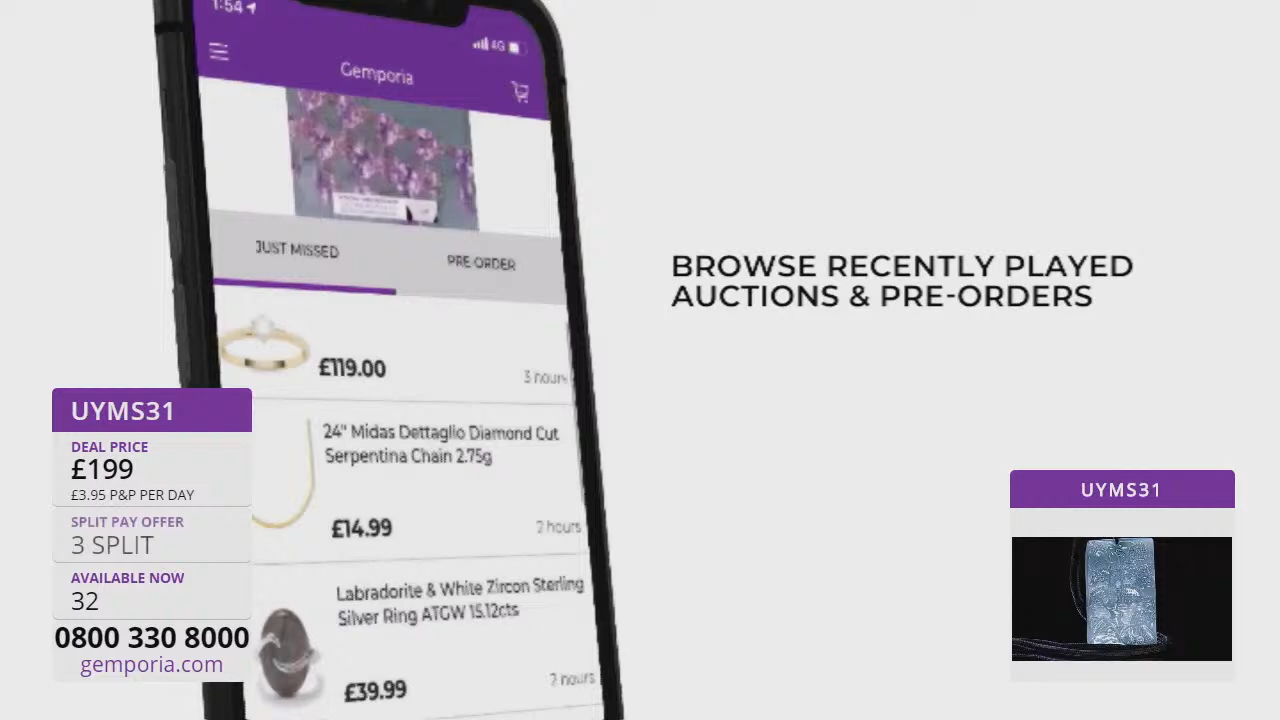 1:54
4G
Gemporia
JUST MISSED
PRE-ORDER
£119.00
3 hours
24" Midas Dettaglio Diamond Cut
Serpentina Chain 2.75g
£14.99
2 hours
Labradorite & White Zircon Sterling
Silver Ring ATGW 15.12cts
£39.99
2 hours
BROWSE RECENTLY PLAYED
AUCTIONS & PRE-ORDERS
UYMS31
DEAL PRICE
£199
£3.95 P&P PER DAY
SPLIT PAY OFFER
3 SPLIT
AVAILABLE NOW
32
0800 330 8000
gemporia.com
UYMS31